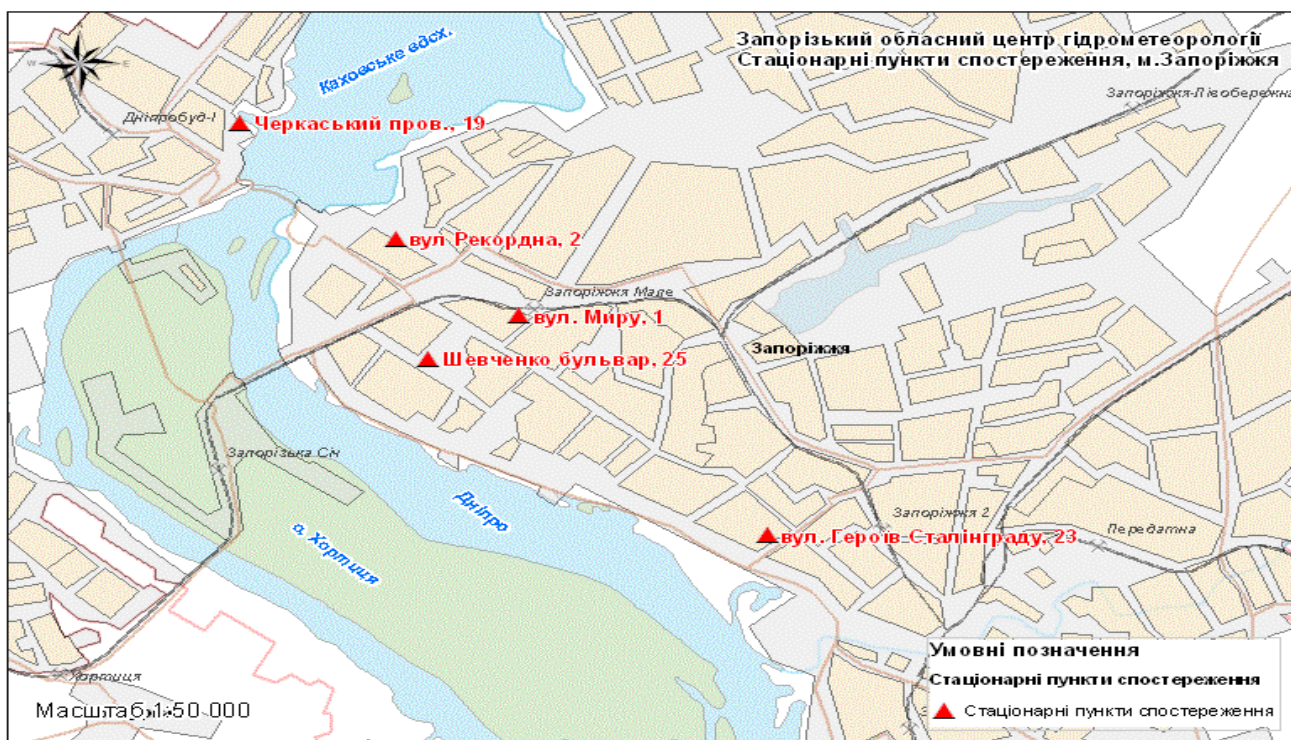 Запорізький обласний центр гідрометеорології
Стаціонарні пункти спостереження, м.Запоріжжя
W E
Каховське вдсх.
Запоріжжя-Лівобережна
Дніпробуд-І
Черкаський пров., 19
вул Рекордна, 2
Запоріжжя Мале
вул. Миру, 1
Запоріжжя
Шевченко бульвар, 25
Запорізька Січ
Дніпро
о. Хортиця
Запоріжжя 2
Передатна
вул. Героїв Сталінграду, 23
Хортиця
Масштаб 1:50 000
Умовні позначення
Стаціонарні пункти спостереження
Стаціонарні пункти спостереження